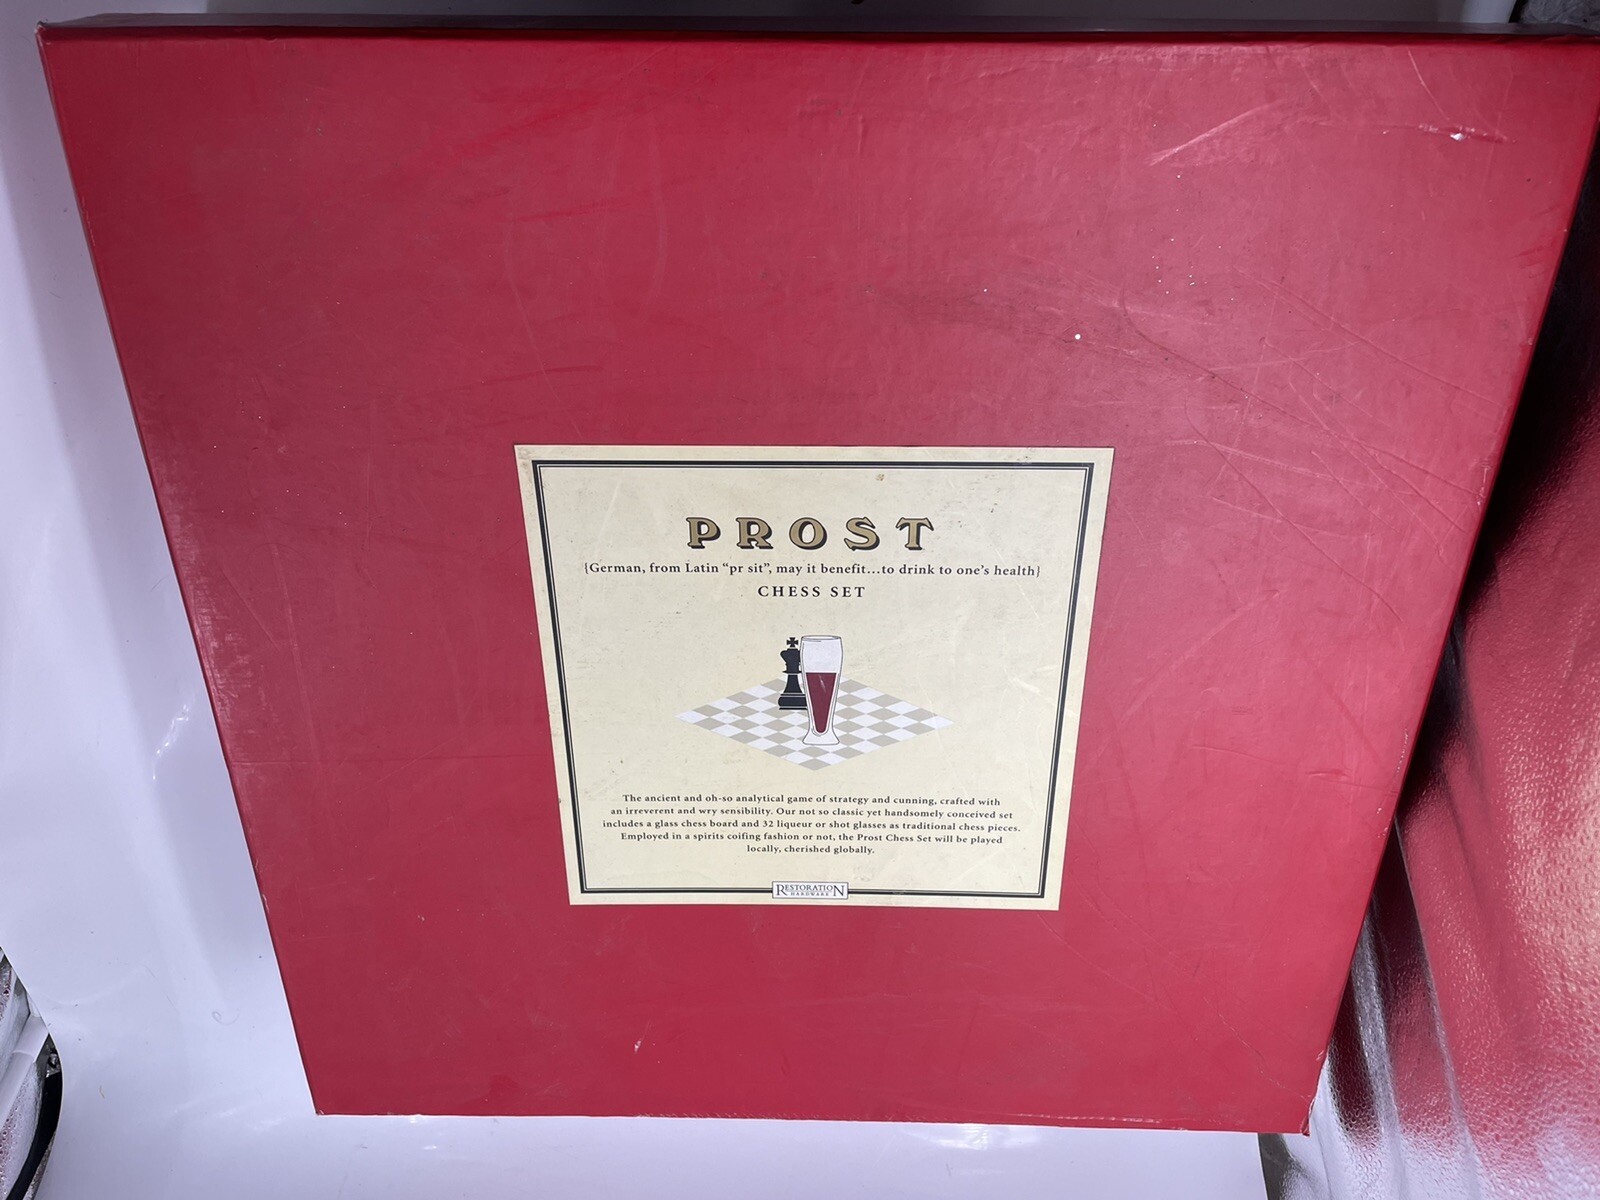 PROST
{German, from Latin "pr sit", may it benefit...to drink to one's health}
CHESS SET
The ancient and oh-so analytical game of strategy and cunning, crafted with
an irreverent and wry sensibility. Our not so classic yet handsomely conceived set
includes a glass chess board and 32 liqueur or shot glasses as traditional chess pieces.
Employed in a spirits coifing fashion or not, the Prost Chess Set will be played
locally, cherished globally.
RESTORATION
HARDWARE